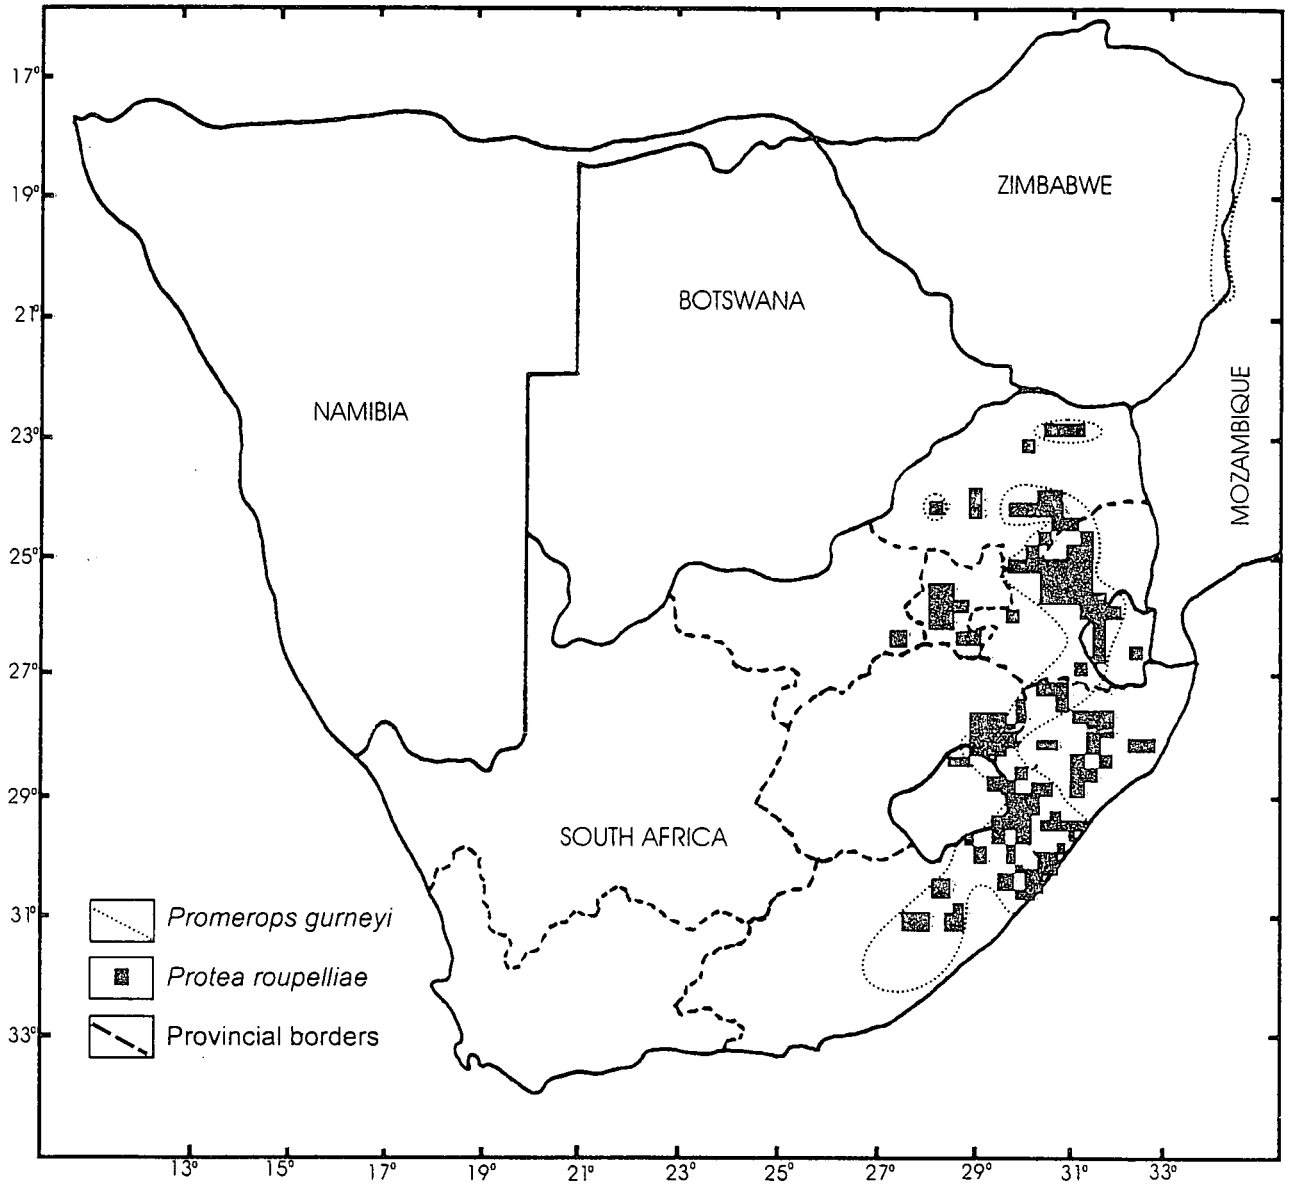 17°
19°
21°
23°
25°
27°
29°
31°
33°
ZIMBABWE
BOTSWANA
NAMIBIA
MOZAMBIQUE
SOUTH AFRICA
Promerops gurneyi
Protea roupelliae
Provincial borders
13° 15° 17° 19° 21° 23° 25° 27° 29° 31° 33°